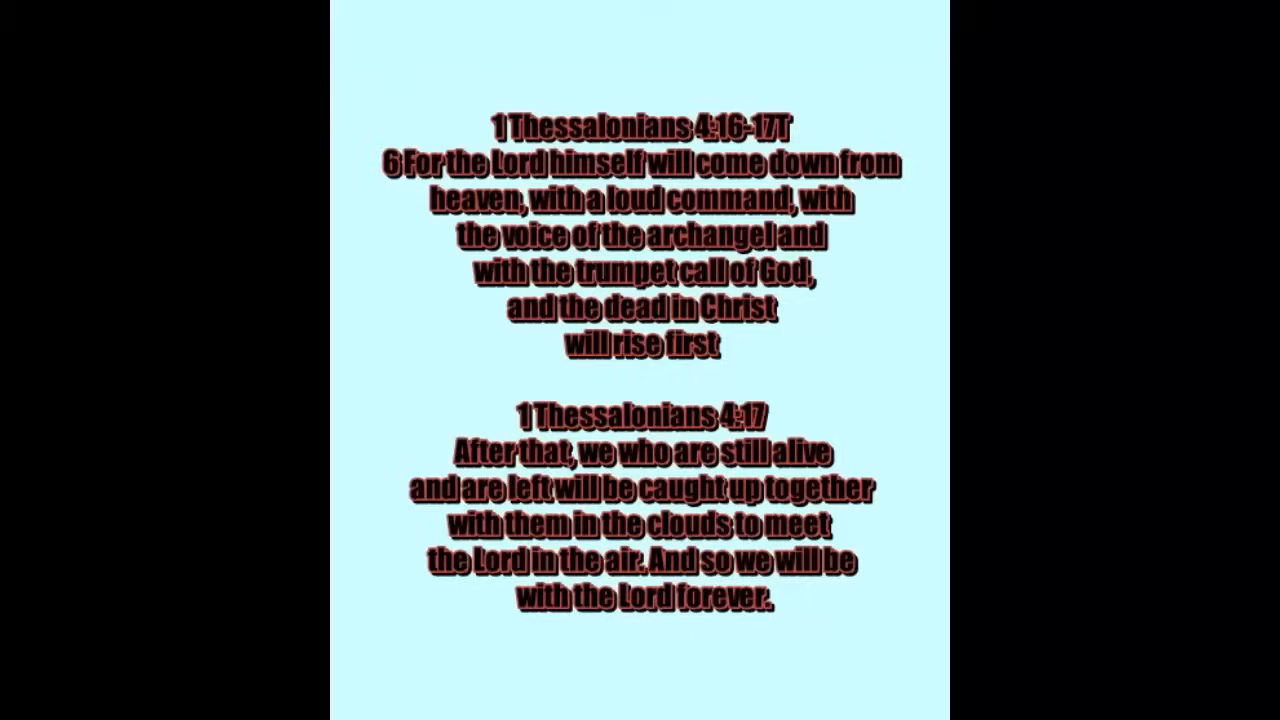 1 Thessalonians 4:16-17T
6 For the Lord himself will come down from
heaven, with a loud command, with
the voice of the archangel and
with the trumpet call of God,
and the dead in Christ
will rise first
1 Thessalonians 4:17
After that, we who are still alive
and are left will be caught up together
with them in the clouds to meet
the Lord in the air. And so we will be
with the Lord forever.